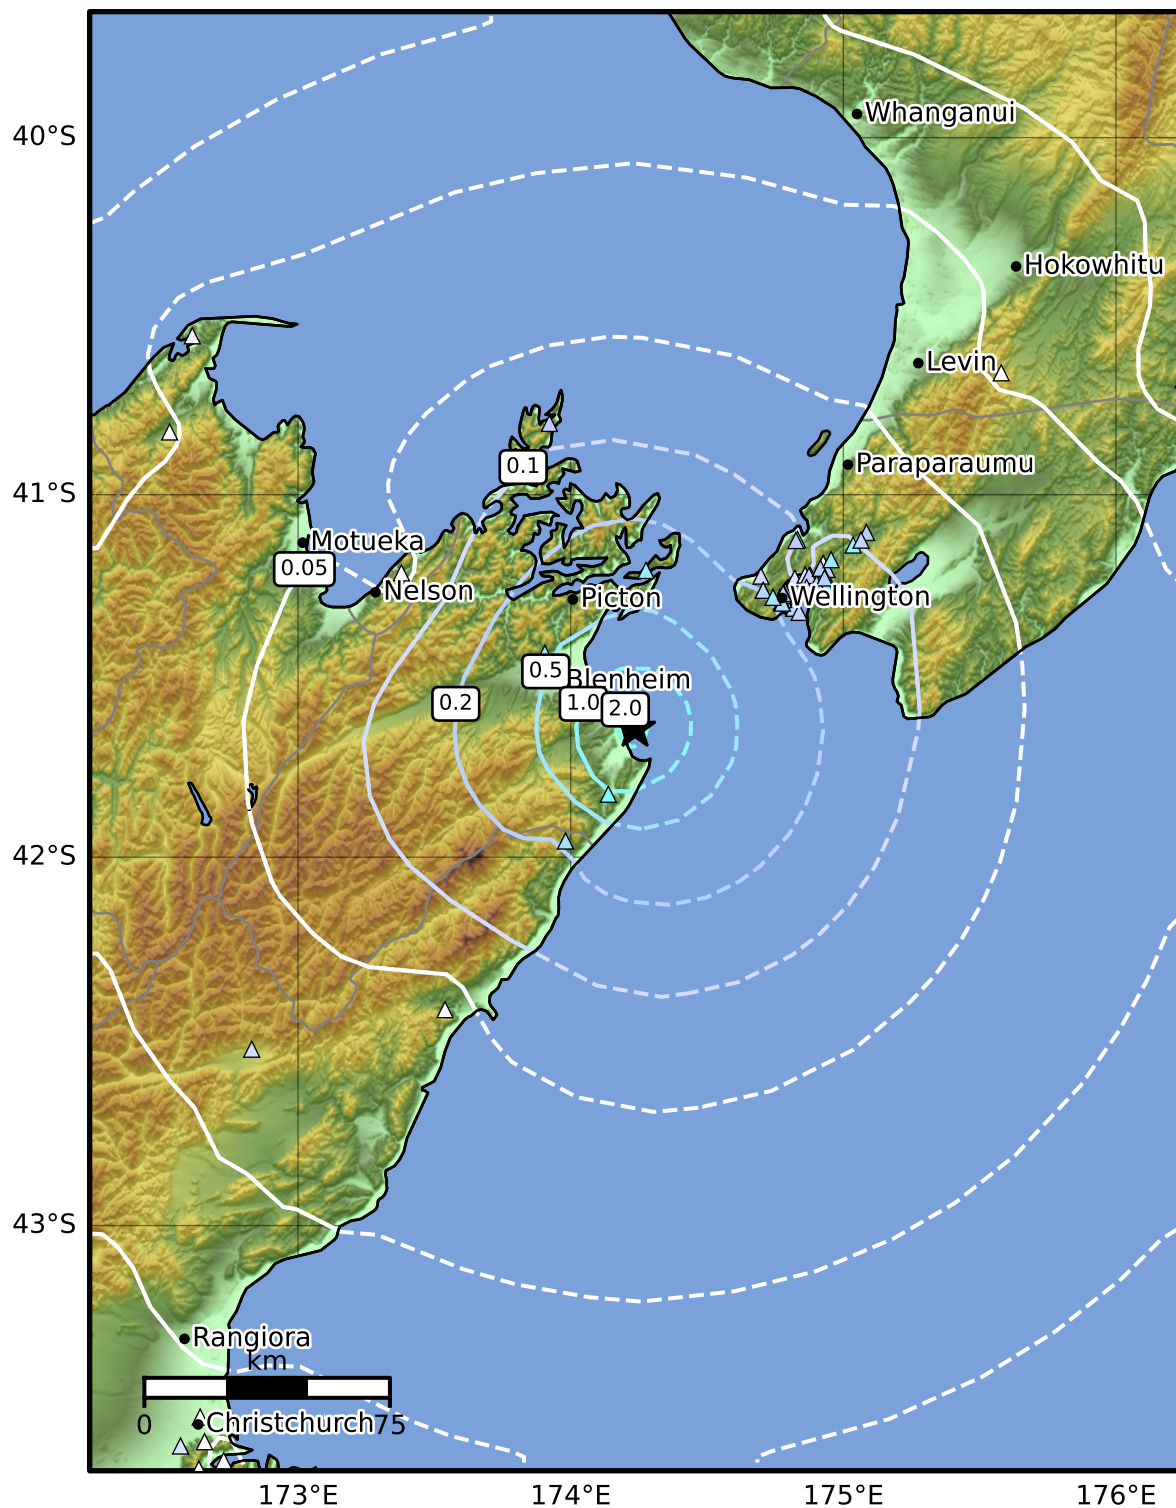 Whanganui
40°S
Hokowhitu
Levin
0.1
Paraparaumu
41°S
Motueka
0.05
Nelson
Picton
Wellington
0.5
Blenheim
0.2
1.0
2.0
42°S
43°S
Rangiora
km
0
Christchurch
75
173°E
174°E
175°E
176°E